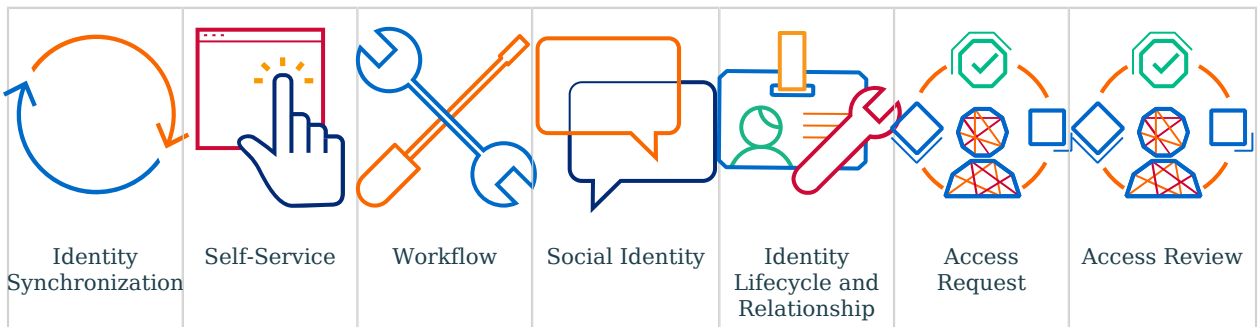 Identity
Synchronization
Self-Service
Workflow
Social Identity
Identity
Lifecycle and
Relationship
Access
Request
Access Review